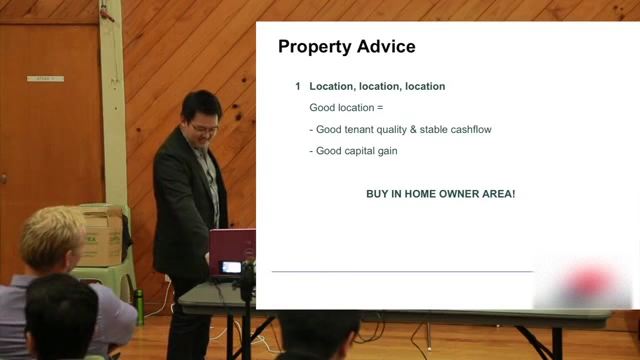 Property Advice
1 Location, location, location
Good location =
- Good tenant quality & stable cashflow
- Good capital gain
BUY IN HOME OWNER AREA!